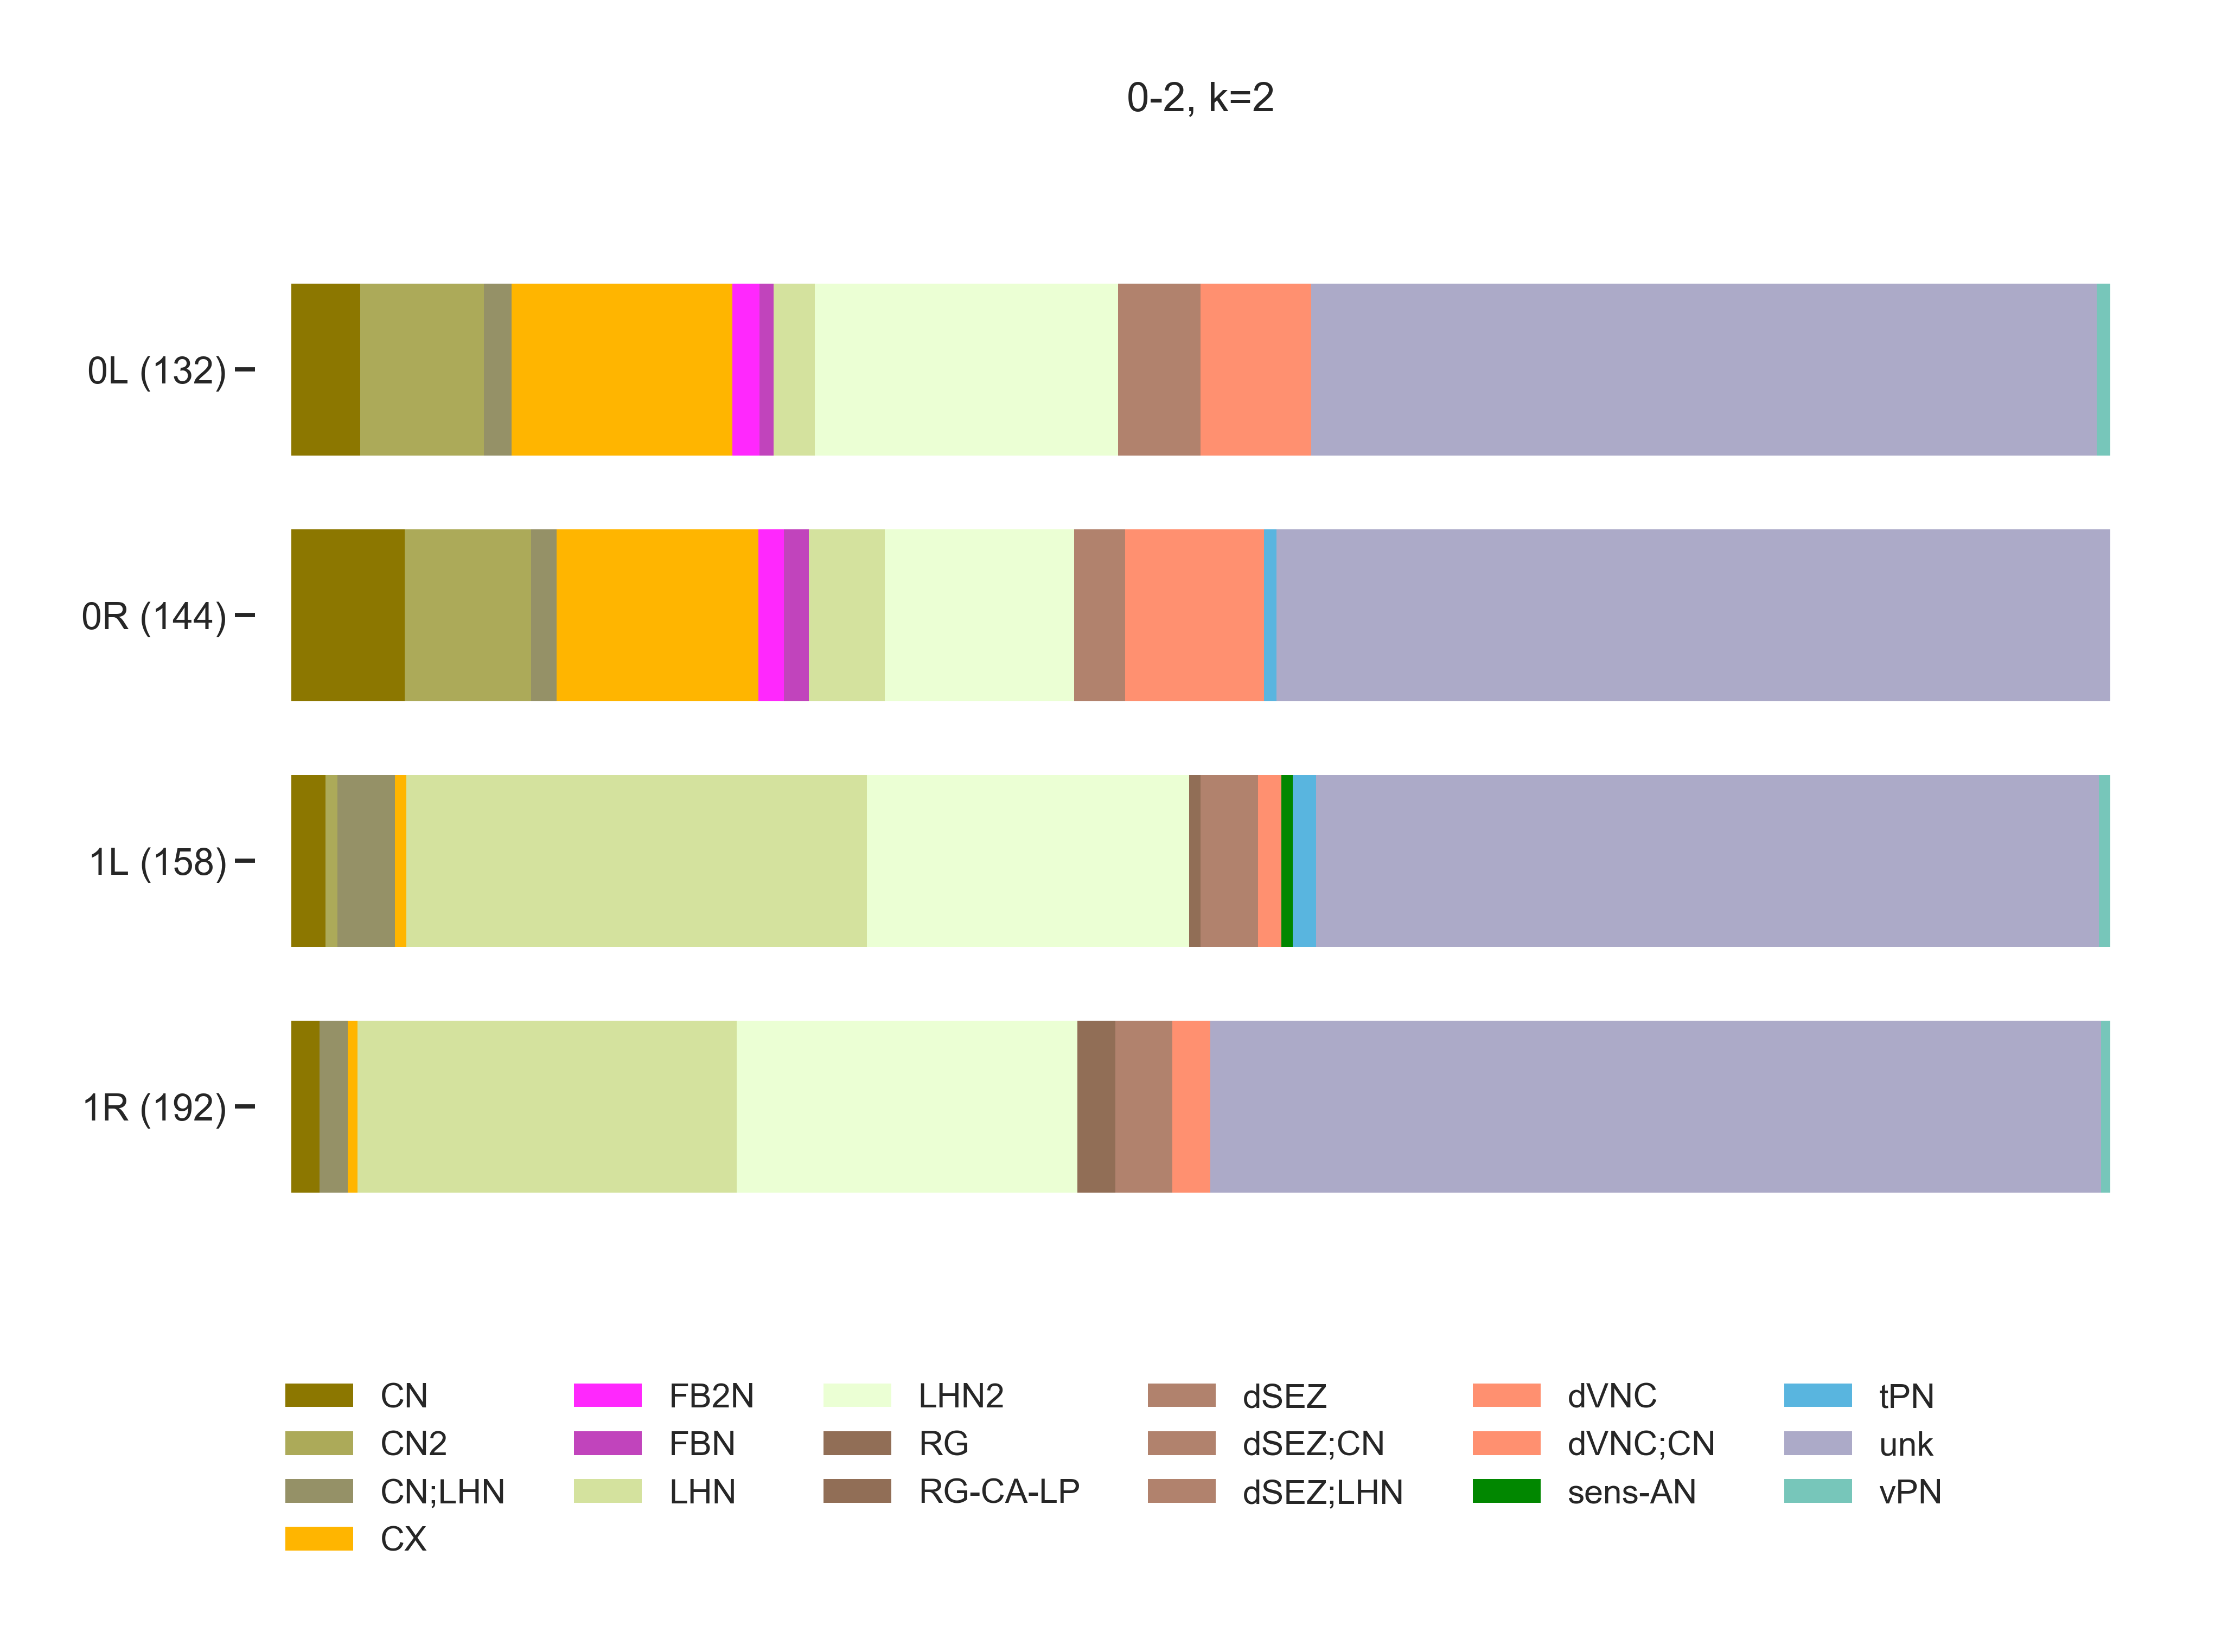 0-2, k=2
0L (132)
0R (144)
1L (158)
1R (192)
CN FB2N LHN2 dSEZ dVNC tPN
CN2 FBN RG dSEZ;CN dVNC;CN unk
CN;LHN LHN RG-CA-LP dSEZ;LHN sens-AN vPN
CX